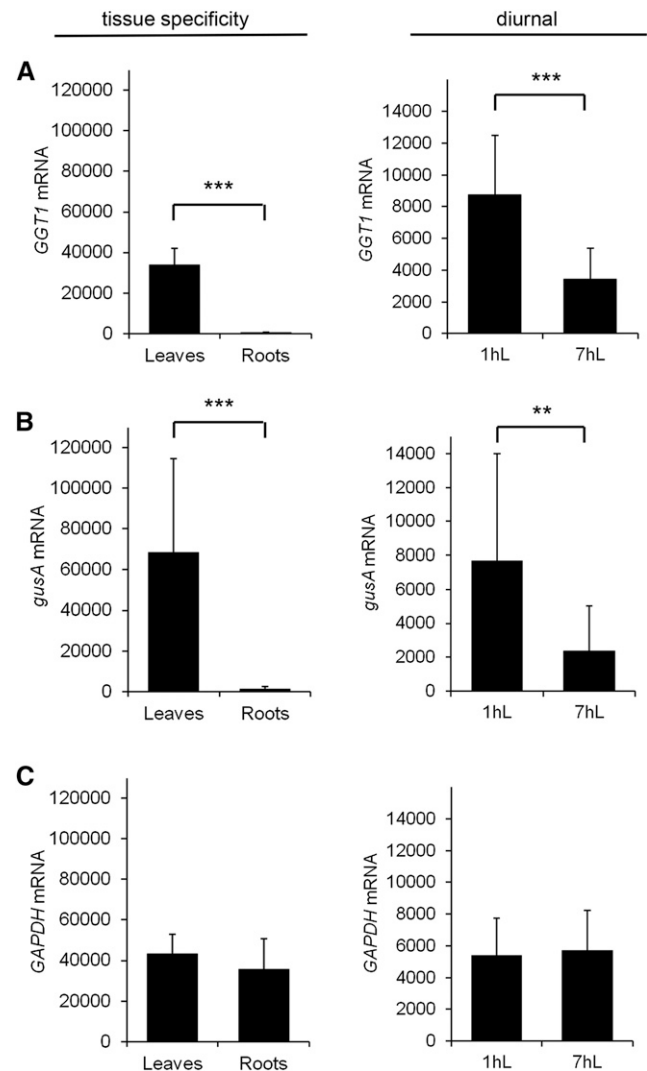 tissue specificity
diurnal
A
120000
100000
80000
60000
40000
20000
0
GGT1 mRNA
***
Leaves Roots
14000
12000
10000
8000
6000
4000
2000
0
GGT1 mRNA
***
1hL 7hL
B
120000
100000
80000
60000
40000
20000
0
gusA mRNA
***
Leaves Roots
14000
12000
10000
8000
6000
4000
2000
0
gusA mRNA
**
1hL 7hL
C
120000
100000
80000
60000
40000
20000
0
GAPDH mRNA
Leaves Roots
14000
12000
10000
8000
6000
4000
2000
0
GAPDH mRNA
1hL 7hL